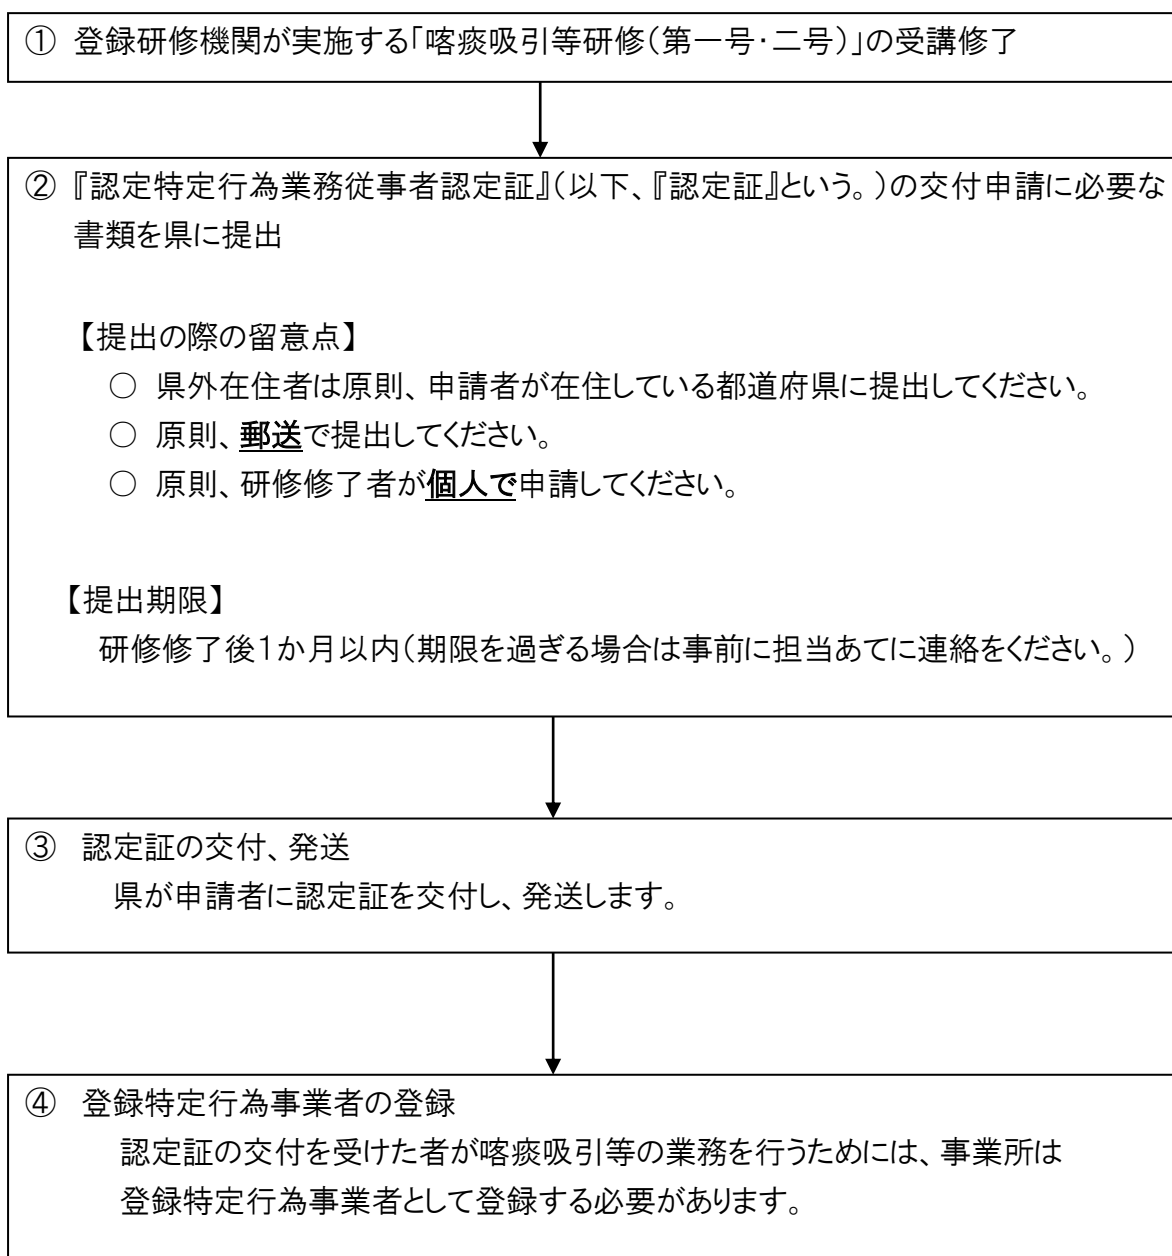 ① 登録研修機関が実施する「喀痰吸引等研修（第一号・二号）」の受講修了
② 『認定特定行為業務従事者認定証』（以下、『認定証』という。）の交付申請に必要な
書類を県に提出
【提出の際の留意点】
○ 県外在住者は原則、申請者が在住している都道府県に提出してください。
○ 原則、郵送で提出してください。
○ 原則、研修修了者が個人で申請してください。
【提出期限】
研修修了後１か月以内（期限を過ぎる場合は事前に担当あてに連絡をください。）
③ 認定証の交付、発送
県が申請者に認定証を交付し、発送します。
④ 登録特定行為事業者の登録
認定証の交付を受けた者が喀痰吸引等の業務を行うためには、事業所は
登録特定行為事業者として登録する必要があります。